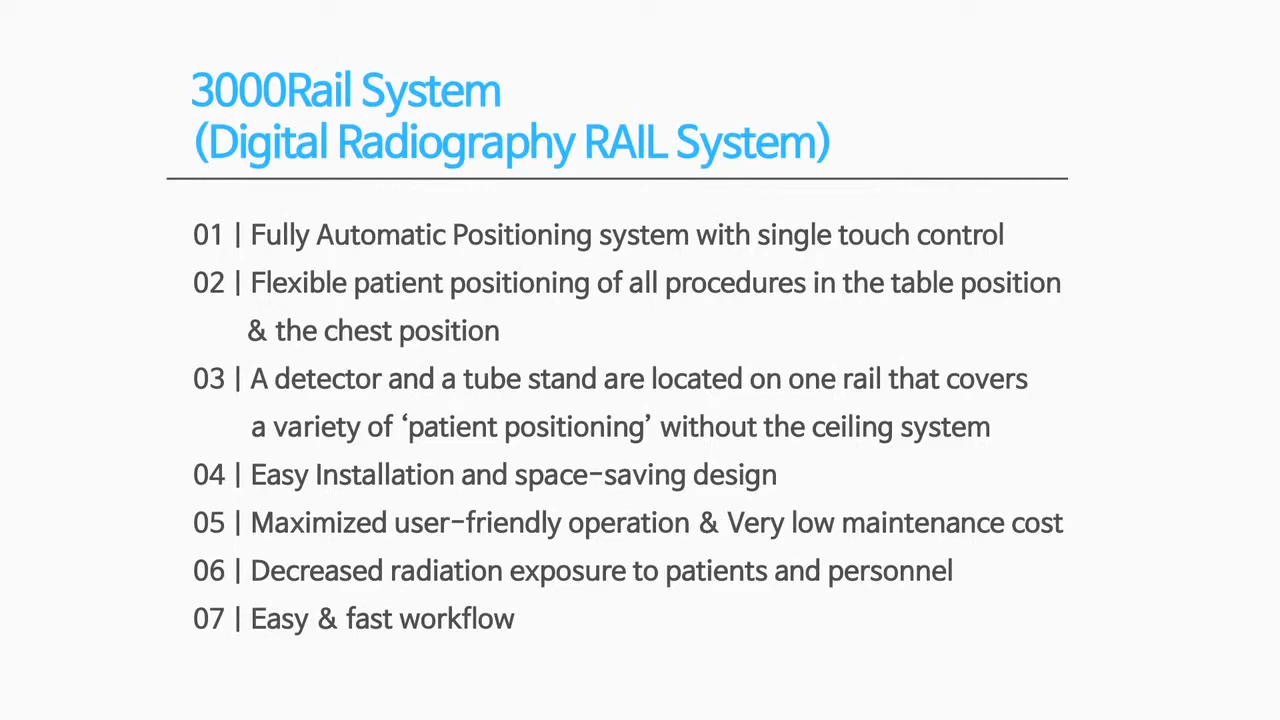 3000Rail System
(Digital Radiography RAIL System)
01 | Fully Automatic Positioning system with single touch control
02 | Flexible patient positioning of all procedures in the table position
& the chest position
03 | A detector and a tube stand are located on one rail that covers
a variety of ‘patient positioning’ without the ceiling system
04 | Easy Installation and space-saving design
05 | Maximized user-friendly operation & Very low maintenance cost
06 | Decreased radiation exposure to patients and personnel
07 | Easy & fast workflow